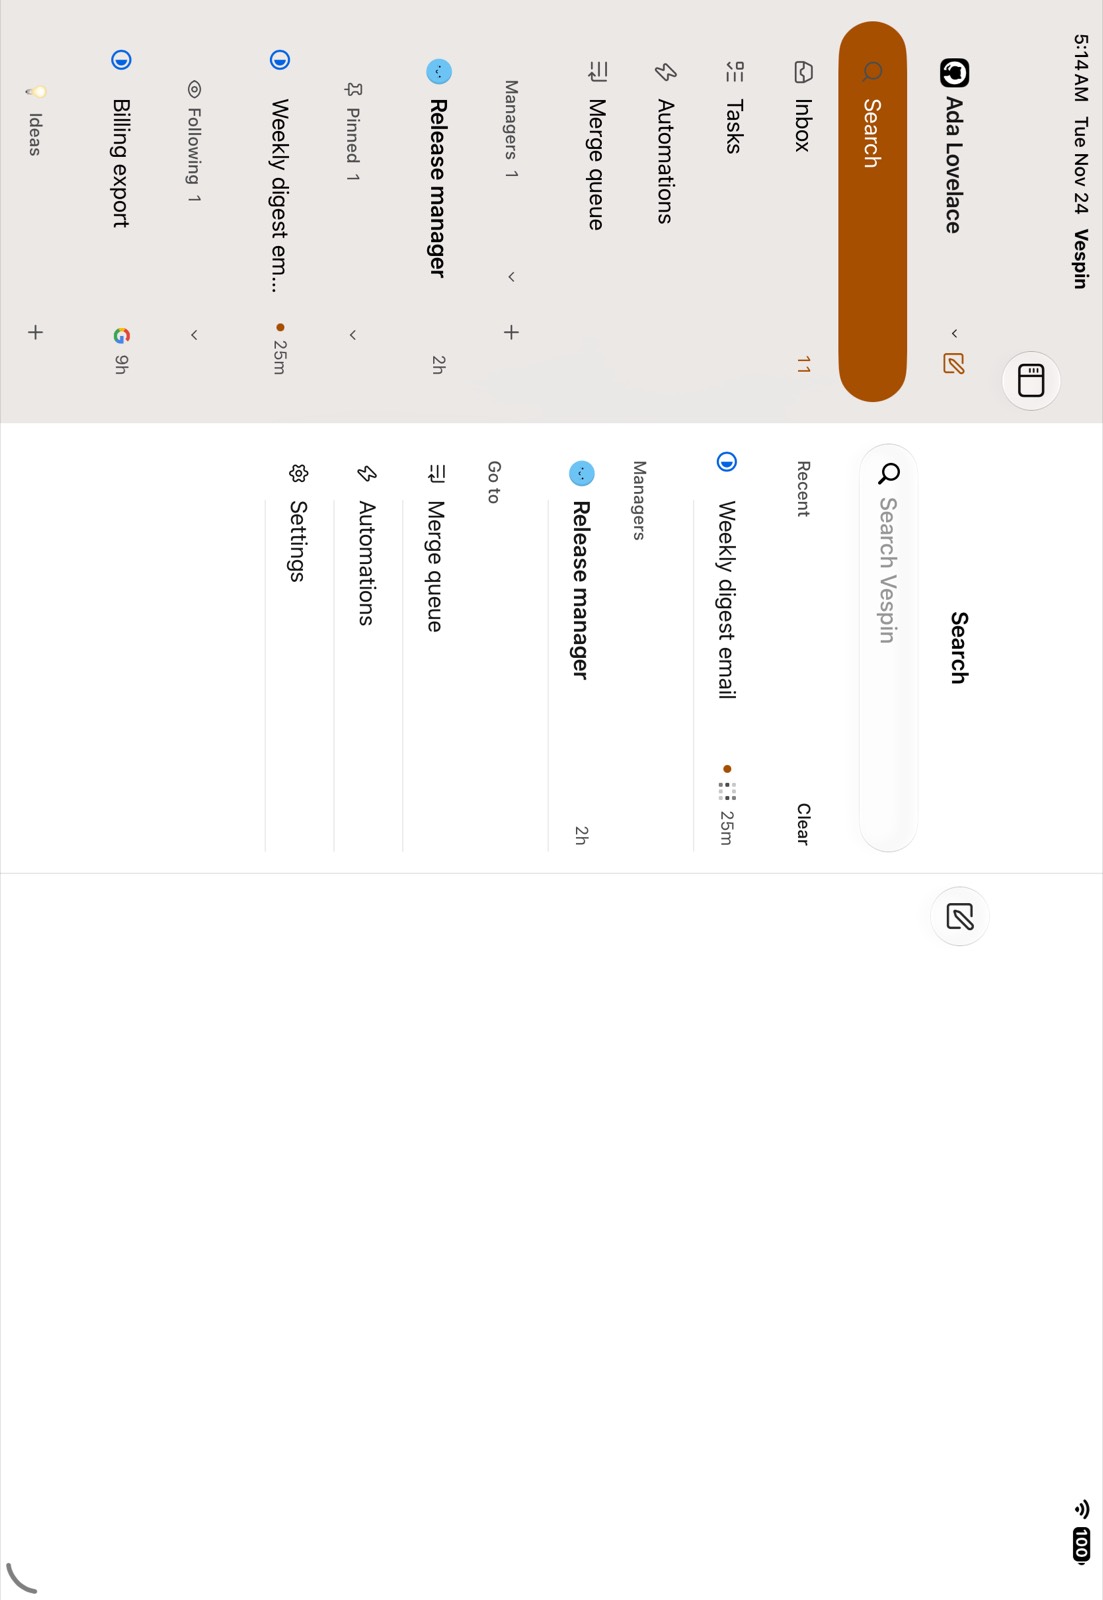 5:14 AM Tue Nov 24 Vespin
100
Ada Lovelace
Search
Inbox 11
Tasks
Automations
Merge queue
Managers 1
Release manager 2h
Pinned 1
Weekly digest em... 25m
Following 1
Billing export 9h
Ideas
Search
Search Vespin
Recent Clear
Weekly digest email 25m
Managers
Release manager 2h
Go to
Merge queue
Automations
Settings